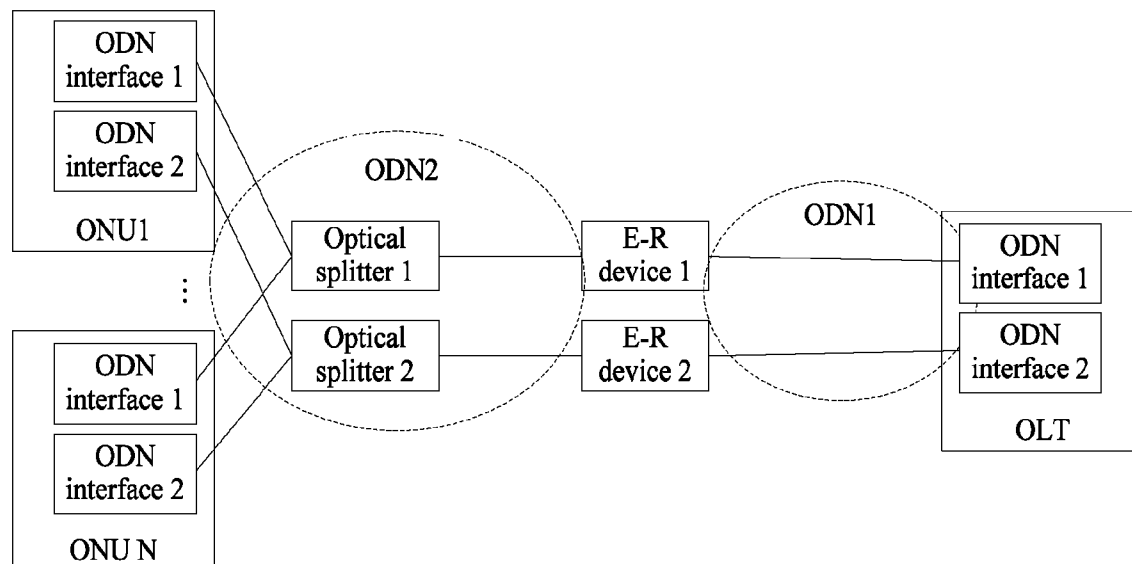 ODN
interface 1
ODN
interface 2
ONU1
⋮
ODN
interface 1
ODN
interface 2
ONU N
ODN2
Optical
splitter 1
Optical
splitter 2
E-R
device 1
E-R
device 2
ODN1
ODN
interface 1
ODN
interface 2
OLT